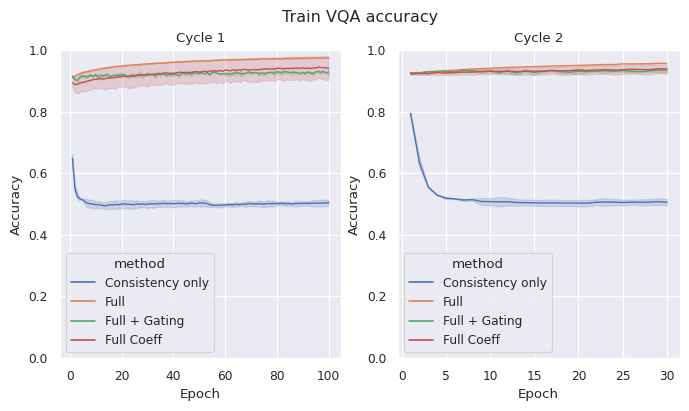 Train VQA accuracy
Cycle 1
Accuracy
1.0
0.8
0.6
0.4
0.2
0.0
method
Consistency only
Full
Full + Gating
Full Coeff
0 20 40 60 80 100
Epoch
Cycle 2
Accuracy
1.0
0.8
0.6
0.4
0.2
0.0
method
Consistency only
Full
Full + Gating
Full Coeff
0 5 10 15 20 25 30
Epoch